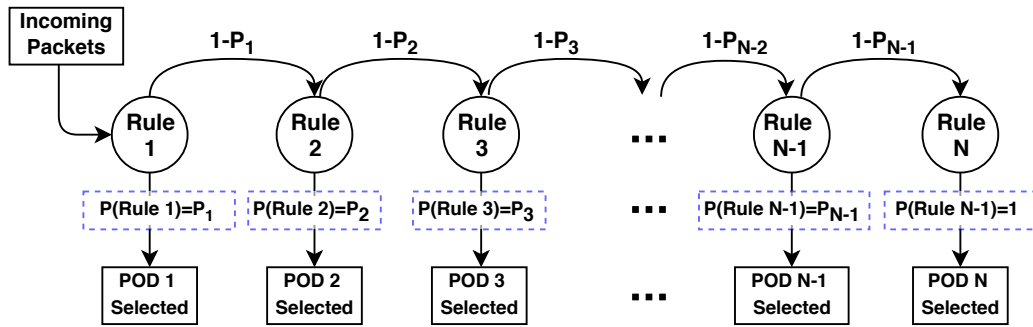 Incoming
Packets
1-P1
1-P2
1-P3
1-PN-2
1-PN-1
Rule
1
Rule
2
Rule
3
...
Rule
N-1
Rule
N
P(Rule 1)=P1
P(Rule 2)=P2
P(Rule 3)=P3
...
P(Rule N-1)=PN-1
P(Rule N-1)=1
POD 1
Selected
POD 2
Selected
POD 3
Selected
...
POD N-1
Selected
POD N
Selected